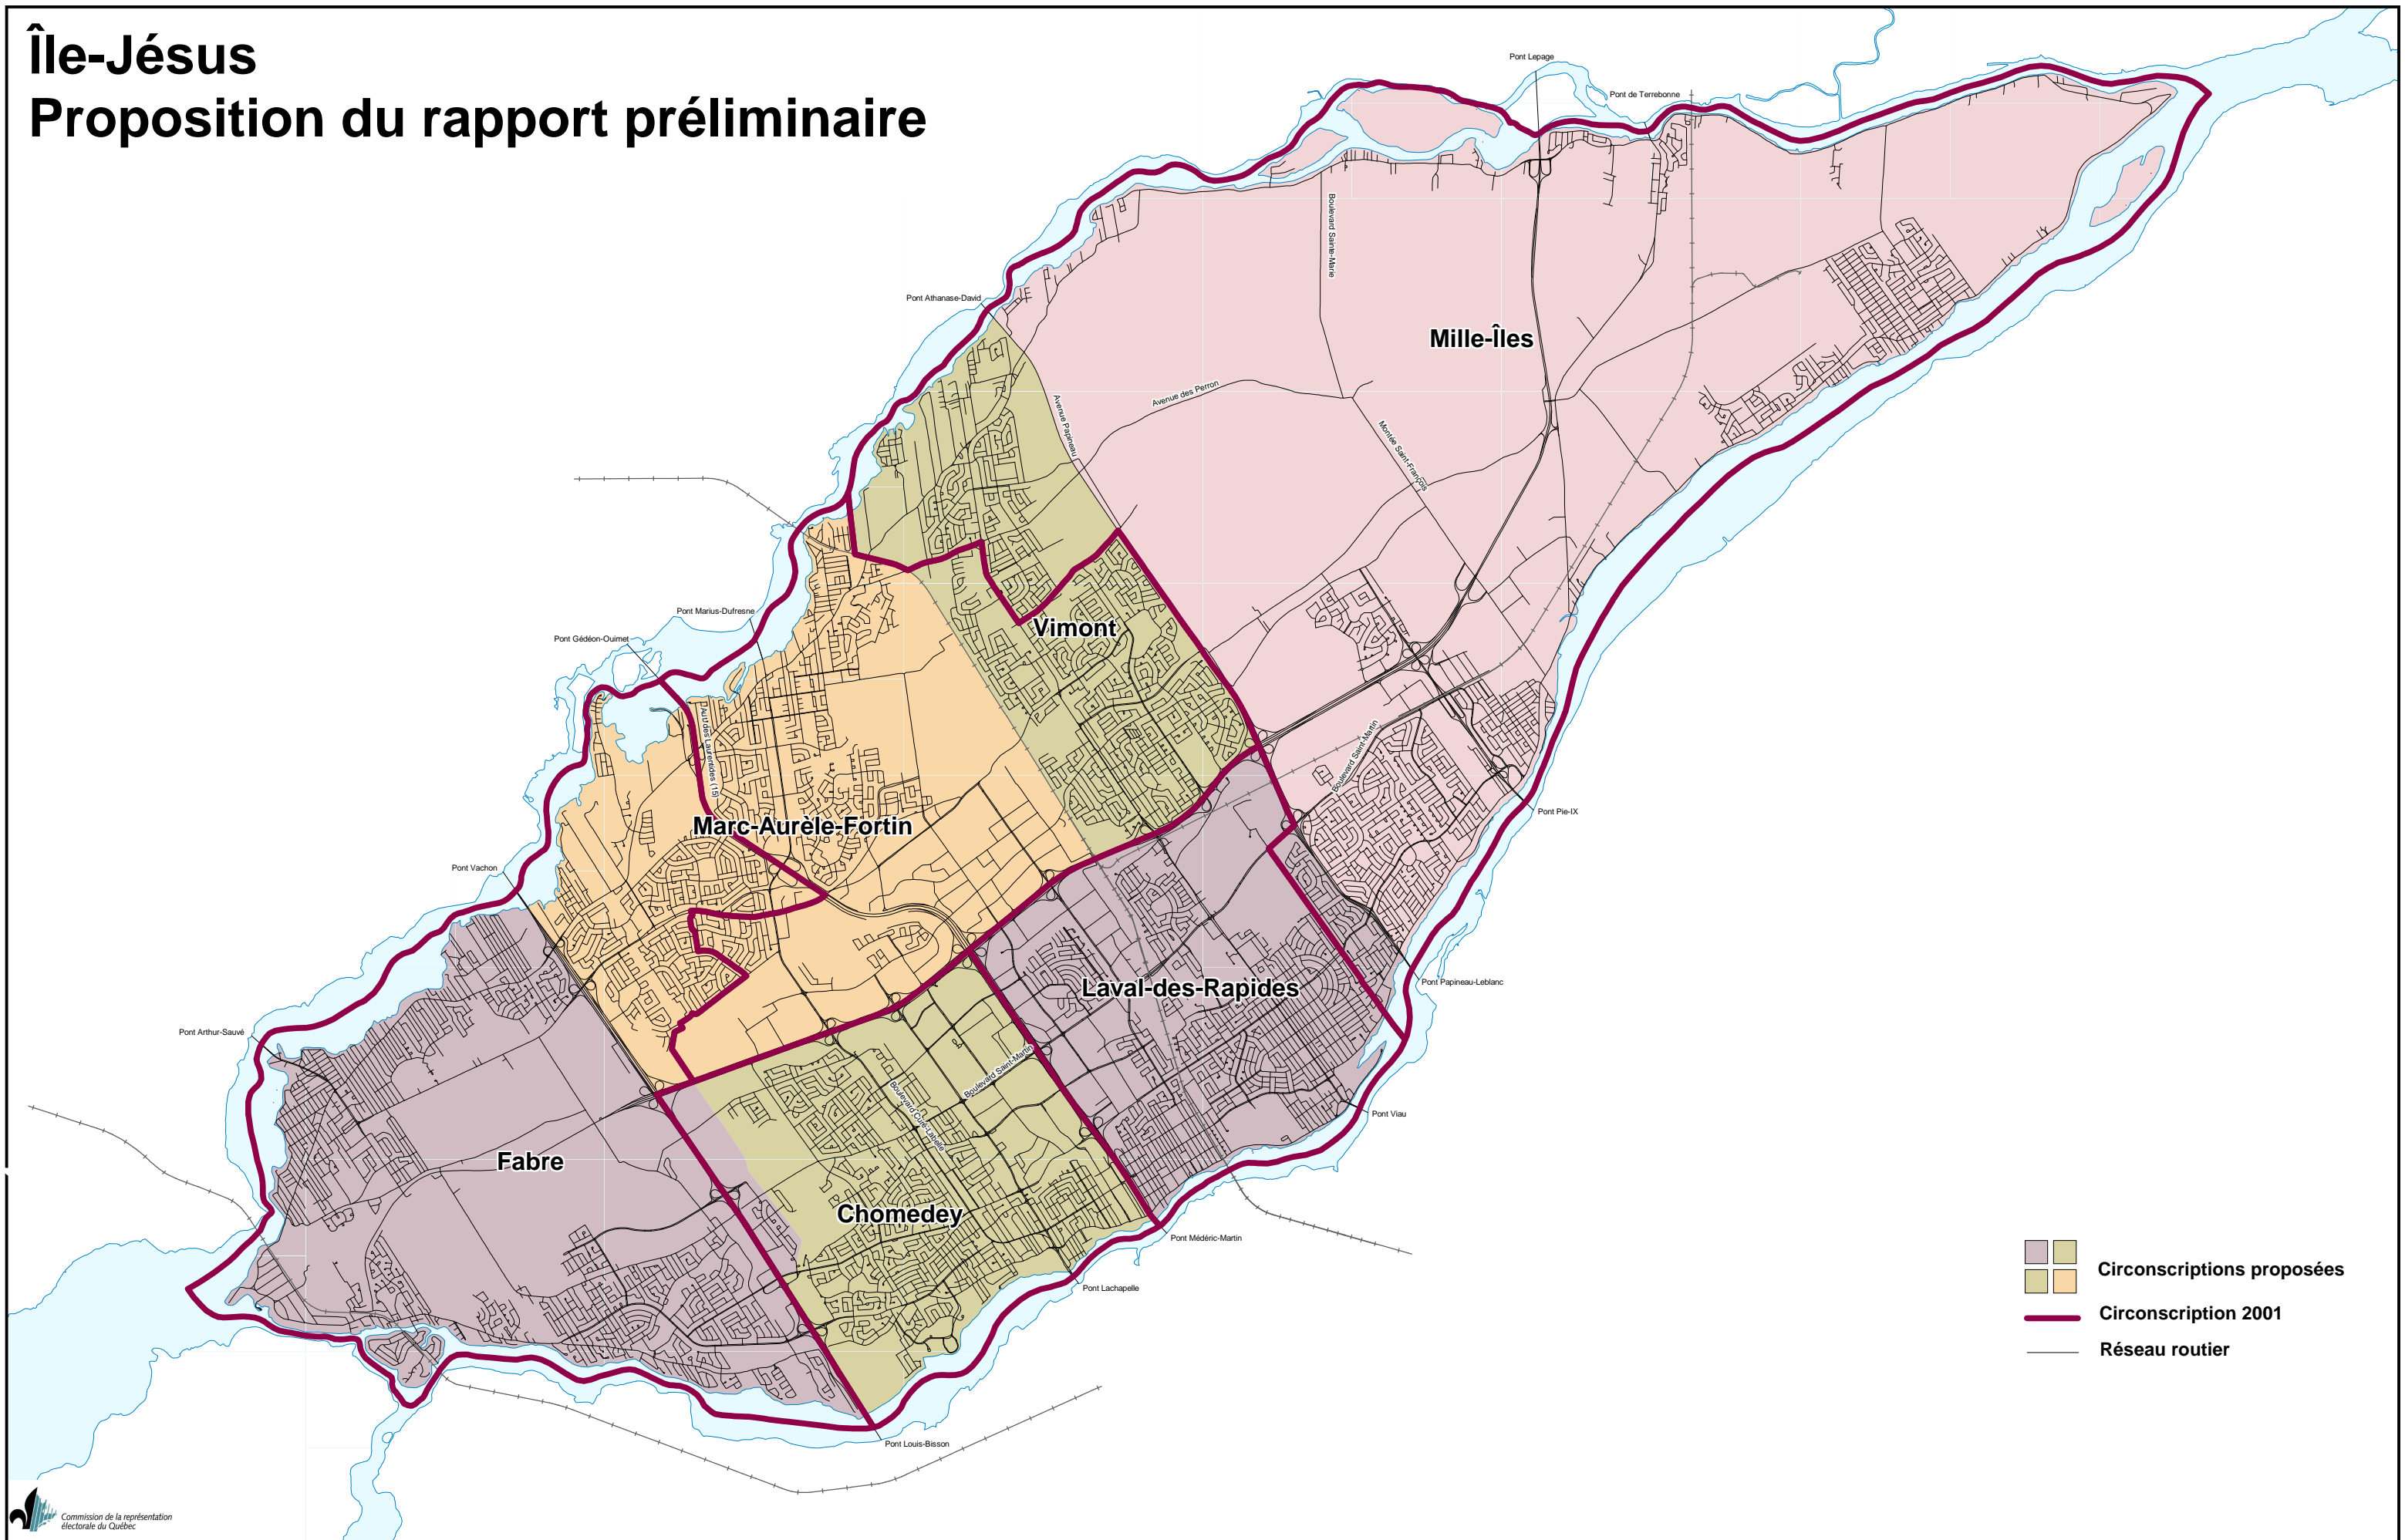 Île-Jésus
Proposition du rapport préliminaire
Pont Lepage
Pont de Terrebonne
Boulevard Sainte-Marie
Pont Athanase-David
Mille-Îles
Avenue des Perron
Avenue Papineau
Montée Saint-François
Pont Marius-Dufresne
Pont Gédéon-Ouimet
Vimont
Aut des Laurentides (15)
Boulevard Saint-Martin
Marc-Aurèle-Fortin
Pont Pie-IX
Pont Vachon
Laval-des-Rapides
Pont Papineau-Leblanc
Pont Arthur-Sauvé
Boulevard Saint-Martin
Boulevard Curé-Labelle
Pont Viau
Fabre
Chomedey
Pont Médéric-Martin
Pont Lachapelle
Pont Louis-Bisson
Circonscriptions proposées
Circonscription 2001
Réseau routier
Commission de la représentation
électorale du Québec